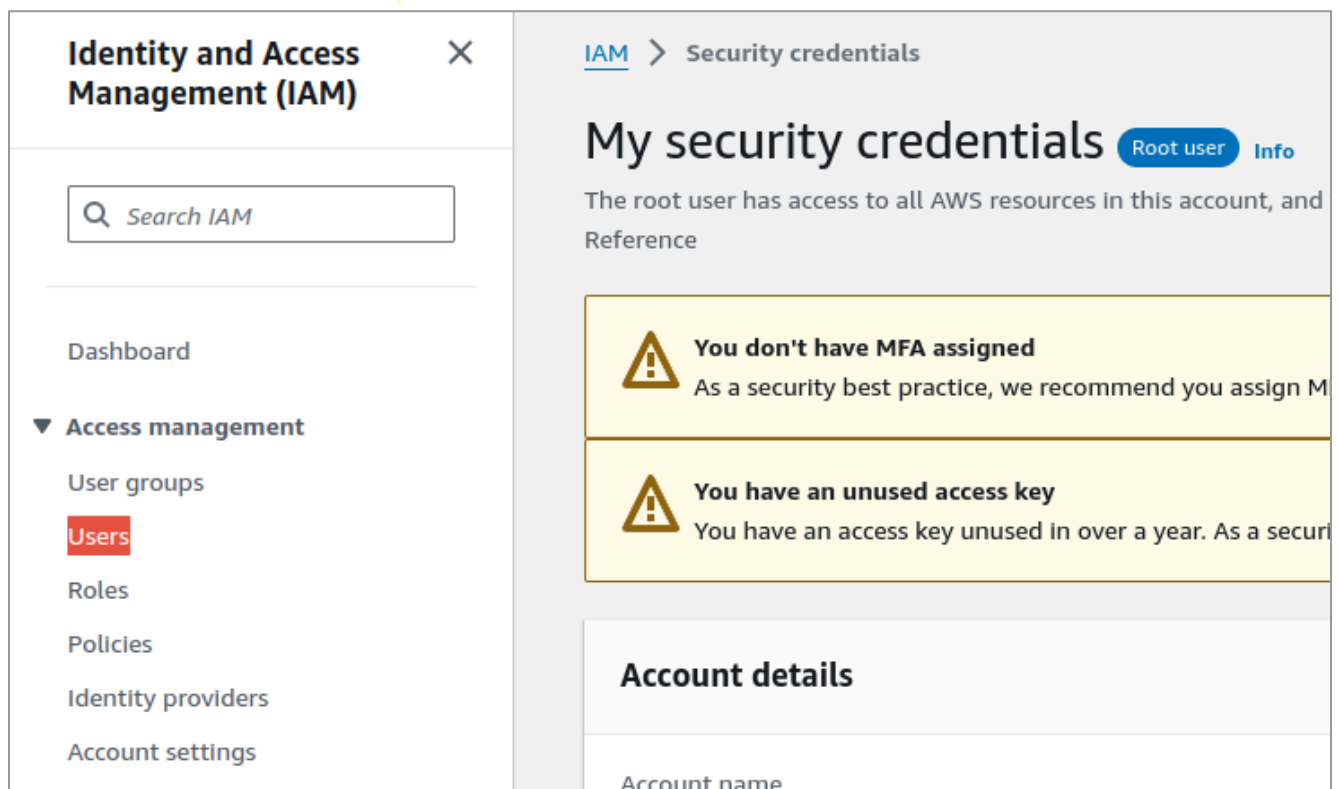 Identity and Access
Management (IAM)
Search IAM
Dashboard
Access management
User groups
Users
Roles
Policies
Identity providers
Account settings
IAM > Security credentials
My security credentials Root user Info
The root user has access to all AWS resources in this account, and
Reference
You don't have MFA assigned
As a security best practice, we recommend you assign M
You have an unused access key
You have an access key unused in over a year. As a securi
Account details
Account name